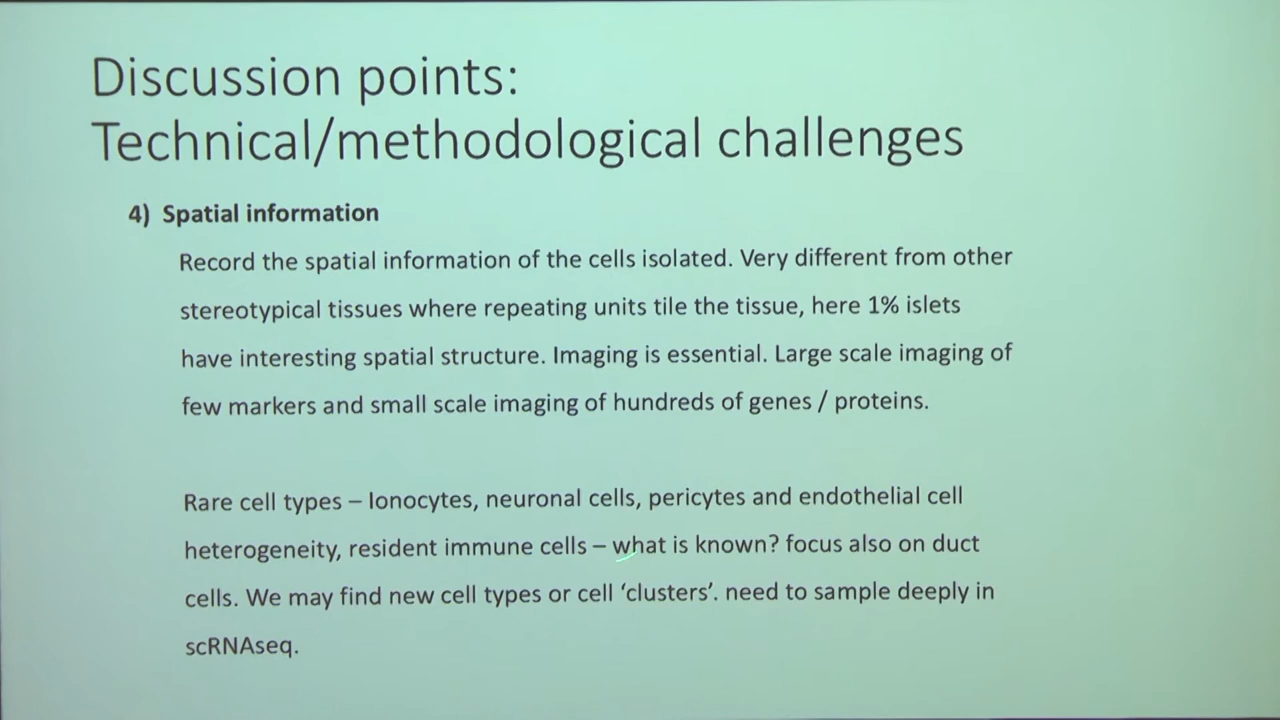 Discussion points:
Technical/methodological challenges
4) Spatial information
Record the spatial information of the cells isolated. Very different from other
stereotypical tissues where repeating units tile the tissue, here 1% islets
have interesting spatial structure. Imaging is essential. Large scale imaging of
few markers and small scale imaging of hundreds of genes / proteins.
Rare cell types – Ionocytes, neuronal cells, pericytes and endothelial cell
heterogeneity, resident immune cells – what is known? focus also on duct
cells. We may find new cell types or cell ‘clusters’. need to sample deeply in
scRNAseq.